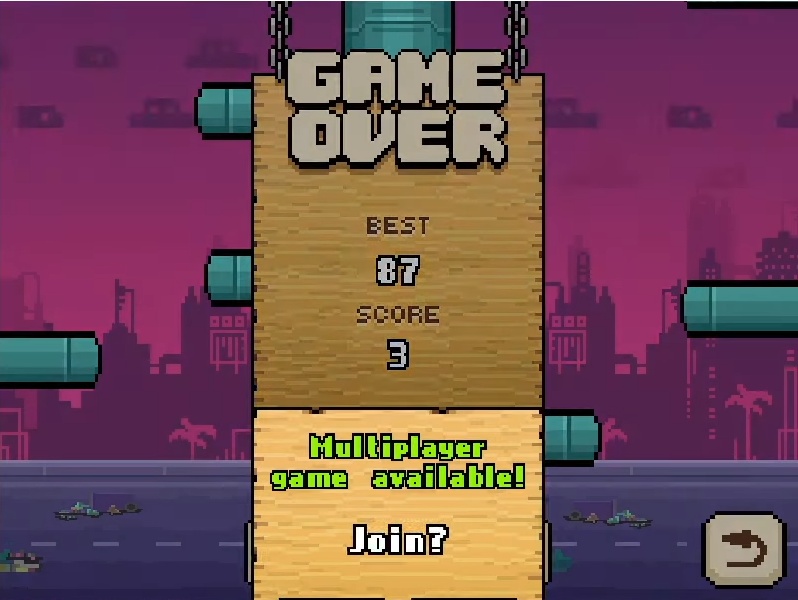 GAME
OVER
BEST
87
SCORE
3
Multiplayer
game available!
Join?